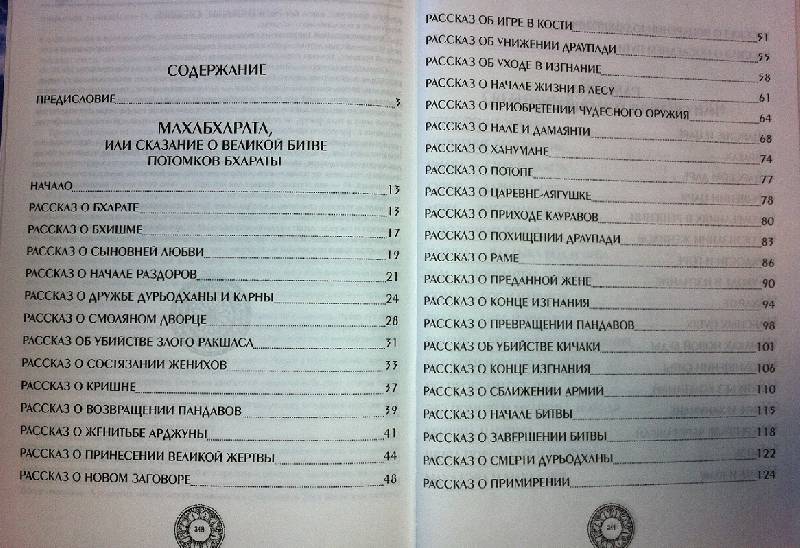 СОДЕРЖАНИЕ
ПРЕДИСЛОВИЕ 3
МАХАБХАРАТА,
ИЛИ СКАЗАНИЕ О ВЕЛИКОЙ БИТВЕ
ПОТОМКОВ БХАРАТЫ
НАЧАЛО 13
РАССКАЗ О БХАРАТЕ 13
РАССКАЗ О БХИШМЕ 17
РАССКАЗ О СЫНОВНЕЙ ЛЮБВИ 19
РАССКАЗ О НАЧАЛЕ РАЗДОРОВ 21
РАССКАЗ О ДРУЖБЕ ДУРЬОДХАНЫ И КАРНЫ 24
РАССКАЗ О СМОЛЯНОМ ДВОРЦЕ 28
РАССКАЗ ОБ УБИЙСТВЕ ЗЛОГО РАКШАСА 31
РАССКАЗ О СОСТЯЗАНИИ ЖЕНИХОВ 33
РАССКАЗ О КРИШНЕ 37
РАССКАЗ О ВОЗВРАЩЕНИИ ПАНДАВОВ 39
РАССКАЗ О ЖЕНИТЬБЕ АРДЖУНЫ 41
РАССКАЗ О ПРИНЕСЕНИИ ВЕЛИКОЙ ЖЕРТВЫ 44
РАССКАЗ О НОВОМ ЗАГОВОРЕ 48
РАССКАЗ ОБ ИГРЕ В КОСТИ 51
РАССКАЗ ОБ УНИЖЕНИИ ДРАУПАДИ 55
РАССКАЗ ОБ УХОДЕ В ИЗГНАНИЕ 58
РАССКАЗ О НАЧАЛЕ ЖИЗНИ В ЛЕСУ 61
РАССКАЗ О ПРИОБРЕТЕНИИ ЧУДЕСНОГО ОРУЖИЯ 64
РАССКАЗ О НАЛЕ И ДАМАЯНТИ 68
РАССКАЗ О ХАНУМАНЕ 74
РАССКАЗ О ПОТОПЕ 77
РАССКАЗ О ЦАРЕВНЕ-ЛЯГУШКЕ 78
РАССКАЗ О ПРИХОДЕ КАУРАВОВ 80
РАССКАЗ О ПОХИЩЕНИИ ДРАУПАДИ 83
РАССКАЗ О РАМЕ 86
РАССКАЗ О ПРЕДАННОЙ ЖЕНЕ 90
РАССКАЗ О КОНЦЕ ИЗГНАНИЯ 94
РАССКАЗ О ПРЕВРАЩЕНИИ ПАНДАВОВ 98
РАССКАЗ ОБ УБИЙСТВЕ КИЧАКИ 101
РАССКАЗ О КОНЦЕ ИЗГНАНИЯ 106
РАССКАЗ О СБЛИЖЕНИИ АРМИЙ 110
РАССКАЗ О НАЧАЛЕ БИТВЫ 115
РАССКАЗ О ЗАВЕРШЕНИИ БИТВЫ 118
РАССКАЗ О СМЕРТИ ДУРЬОДХАНЫ 122
РАССКАЗ О ПРИМИРЕНИИ 124